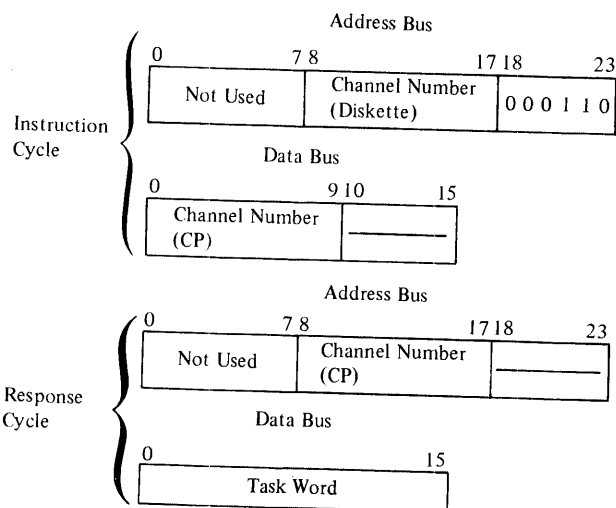 Address Bus
0 7 8 17 18 23
Not Used Channel Number (Diskette) 0 0 0 1 1 0
Instruction Cycle
Data Bus
0 9 10 15
Channel Number (CP)
Address Bus
0 7 8 17 18 23
Not Used Channel Number (CP)
Response Cycle
Data Bus
0 15
Task Word